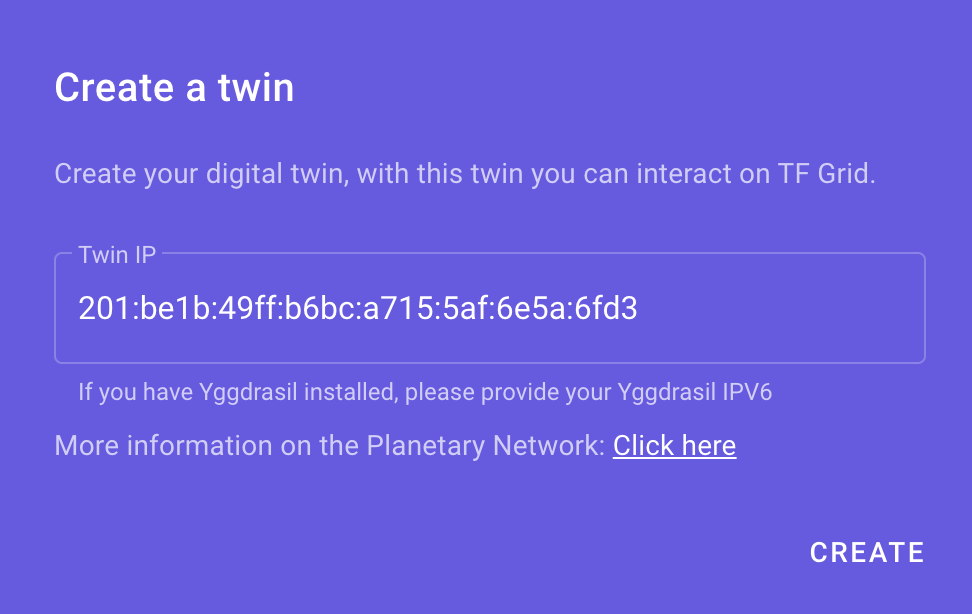 Create a twin
Create your digital twin, with this twin you can interact on TF Grid.
Twin IP
201:be1b:49ff:b6bc:a715:5af:6e5a:6fd3
If you have Yggdrasil installed, please provide your Yggdrasil IPV6
More information on the Planetary Network: Click here
CREATE